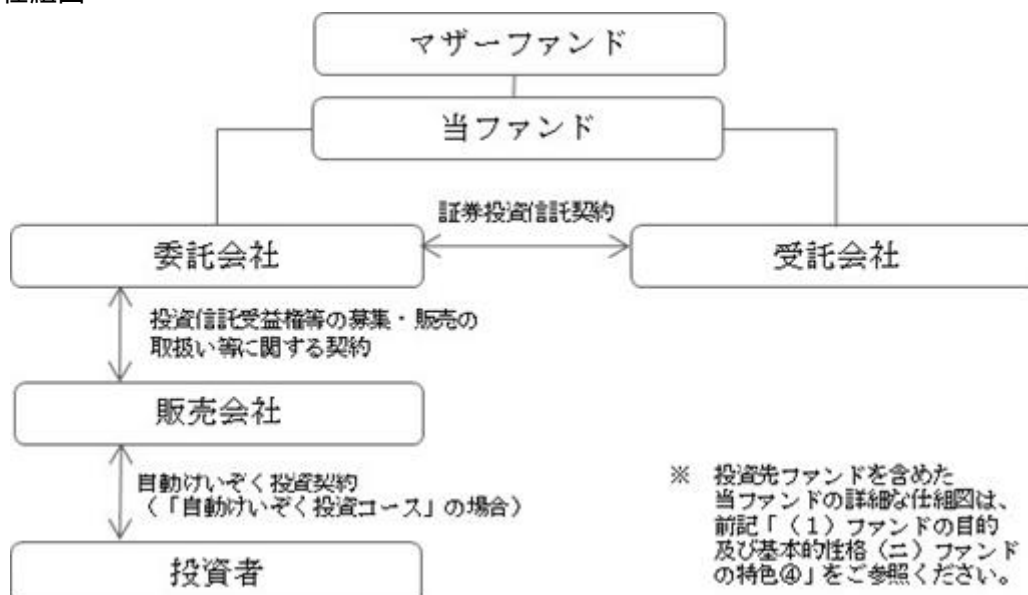 マザーファンド
当ファンド
証券投資信託契約
委託会社
受託会社
投資信託受益権等の募集・販売の
取扱い等に関する契約
販売会社
自動けいぞく投資契約
（「自動けいぞく投資コース」の場合）
投資者
※ 投資先ファンドを含めた
当ファンドの詳細な仕組図は、
前記「（１）ファンドの目的
及び基本的性格（ニ）ファンド
の特色④」をご参照ください。